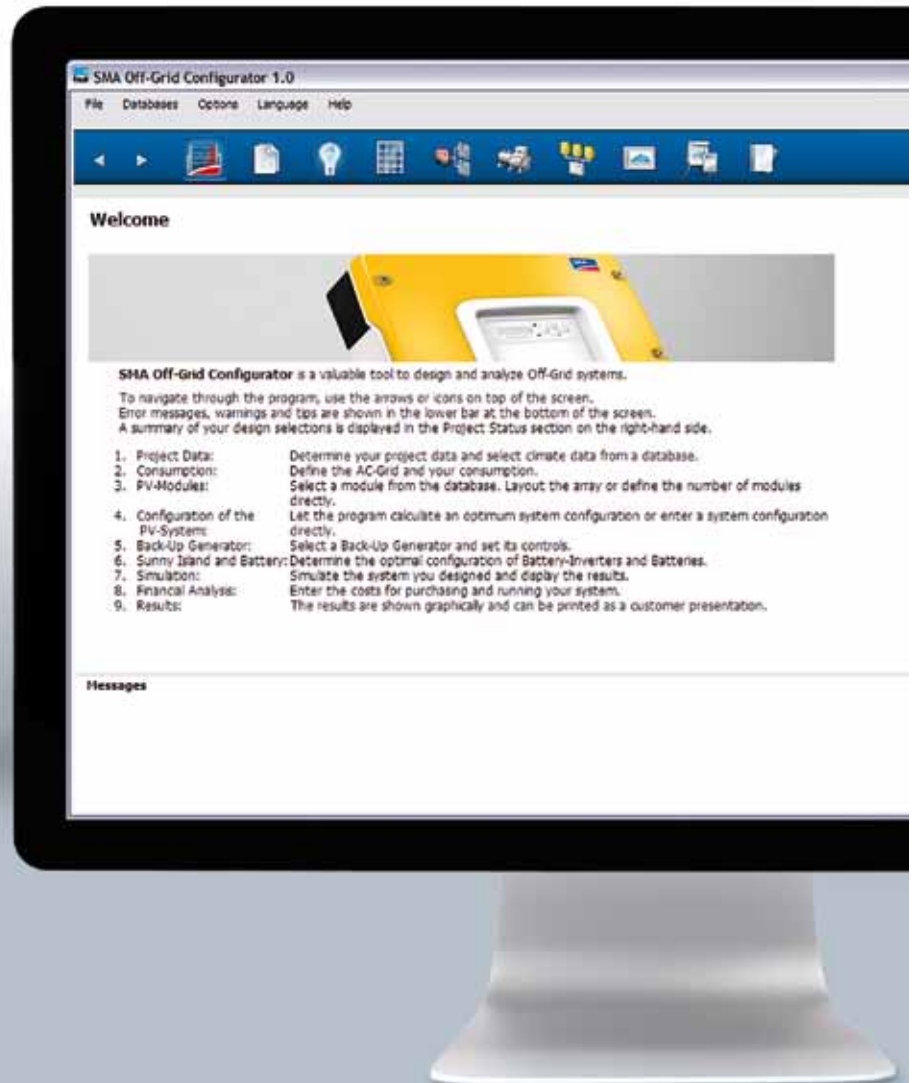 SMA Off-Grid Configurator 1.0
File Databases Options Language Help
Welcome
SMA Off-Grid Configurator is a valuable tool to design and analyze Off-Grid systems.
To navigate through the program, use the arrows or icons on top of the screen.
Error messages, warnings and tips are shown in the lower bar at the bottom of the screen.
A summary of your design selections is displayed in the Project Status section on the right-hand side.
1. Project Data: Determine your project data and select climate data from a database.
2. Consumption: Define the AC-Grid and your consumption.
3. PV-Modules: Select a module from the database. Layout the array or define the number of modules
directly.
4. Configuration of the Let the program calculate an optimum system configuration or enter a system configuration
PV-System: directly.
5. Back-Up Generator: Select a Back-Up Generator and set its controls.
6. Sunny Island and Battery: Determine the optimal configuration of Battery-Inverters and Batteries.
7. Simulation: Simulate the system you designed and display the results.
8. Financial Analysis: Enter the costs for purchasing and running your system.
9. Results: The results are shown graphically and can be printed as a customer presentation.
Messages